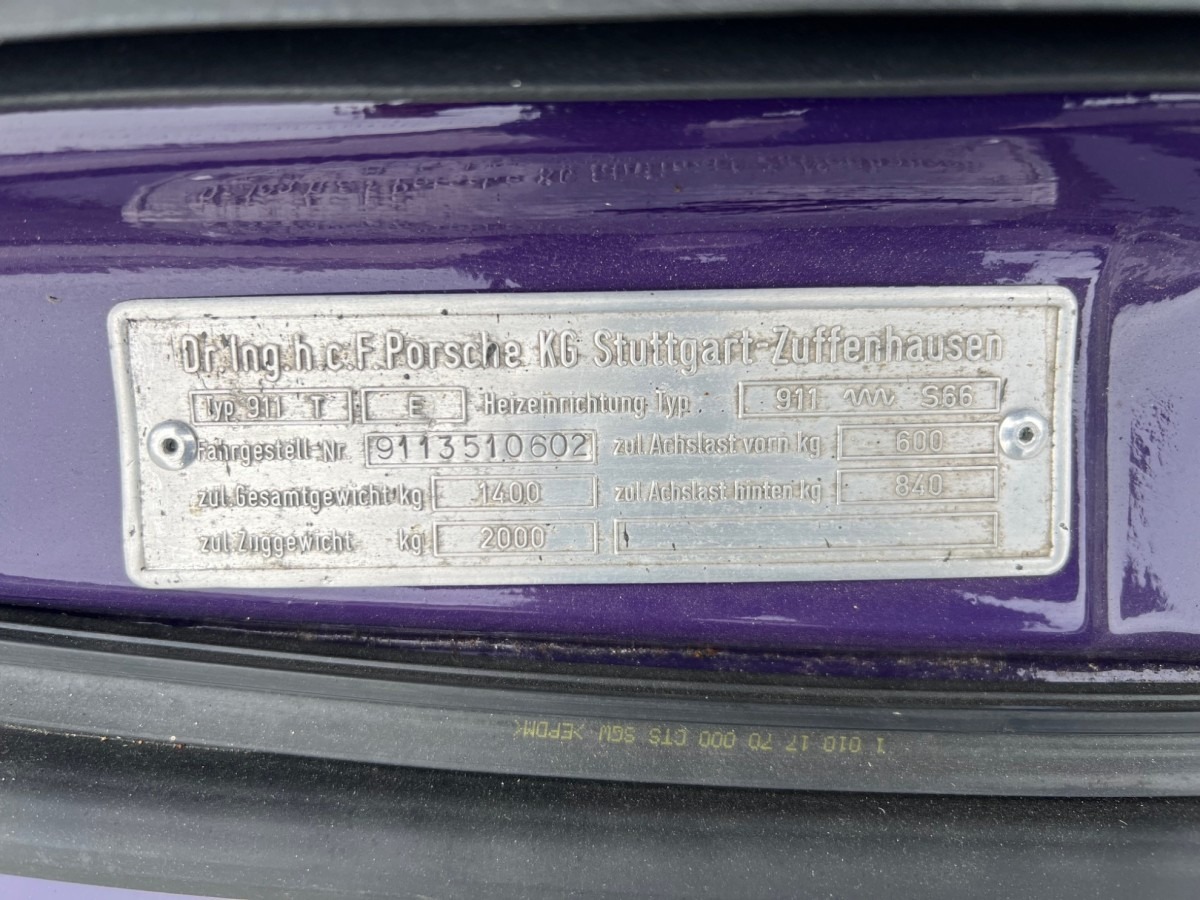 Dr. Ing. h. c. F. Porsche KG Stuttgart-Zuffenhausen
Typ 911 T E Heizeinrichtung Typ 911 S66
Fahrgestell-Nr. 9113510602 zul. Achslast vorn kg 600
zul. Gesamtgewicht kg 1400 zul. Achslast hinten kg 840
zul. Zuggewicht kg 2000
1 010 17 70 000 CTS SGW >EPDM<